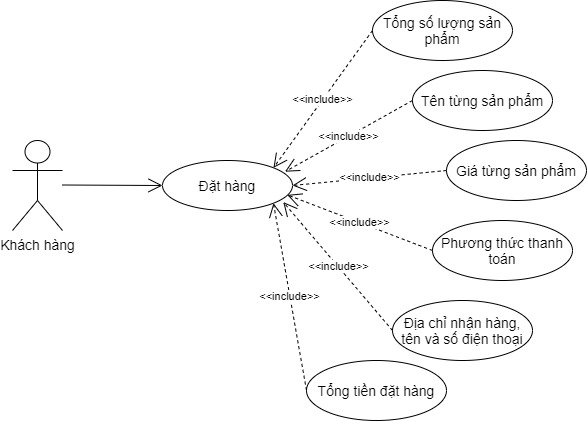 Tổng số lượng sản
phẩm
<<include>>
Tên từng sản phẩm
<<include>>
Giá từng sản phẩm
<<include>>
Đặt hàng
Khách hàng
<<include>>
Phương thức thanh
toán
<<include>>
<<include>>
Địa chỉ nhận hàng,
tên và số điện thoại
Tổng tiền đặt hàng